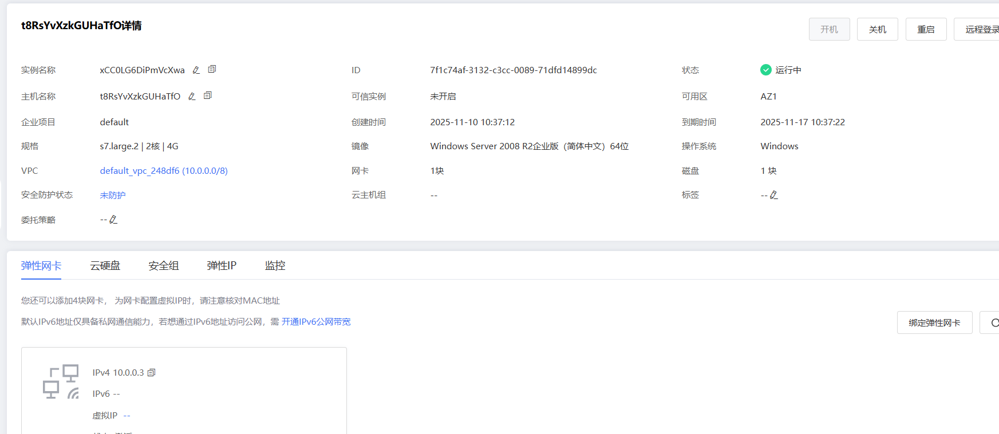 t8RsYvXzkGUHaTfO详情
开机 关机 重启 远程登录
实例名称 xCC0LG6DiPmVcXwa ID 7f1c74af-3132-c3cc-0089-71dfd14899dc 状态 运行中
主机名称 t8RsYvXzkGUHaTfO 可信实例 未开启 可用区 AZ1
企业项目 default 创建时间 2025-11-10 10:37:12 到期时间 2025-11-17 10:37:22
规格 s7.large.2 | 2核 | 4G 镜像 Windows Server 2008 R2企业版（简体中文）64位 操作系统 Windows
VPC default_vpc_248df6 (10.0.0.0/8) 网卡 1块 磁盘 1 块
安全防护状态 未防护 云主机组 -- 标签 --
委托策略 --
弹性网卡 云硬盘 安全组 弹性IP 监控
您还可以添加4块网卡， 为网卡配置虚拟IP时，请注意核对MAC地址
默认IPv6地址仅具备私网通信能力，若想通过IPv6地址访问公网，需 开通IPv6公网带宽
绑定弹性网卡
IPv4 10.0.0.3
IPv6 --
虚拟IP --